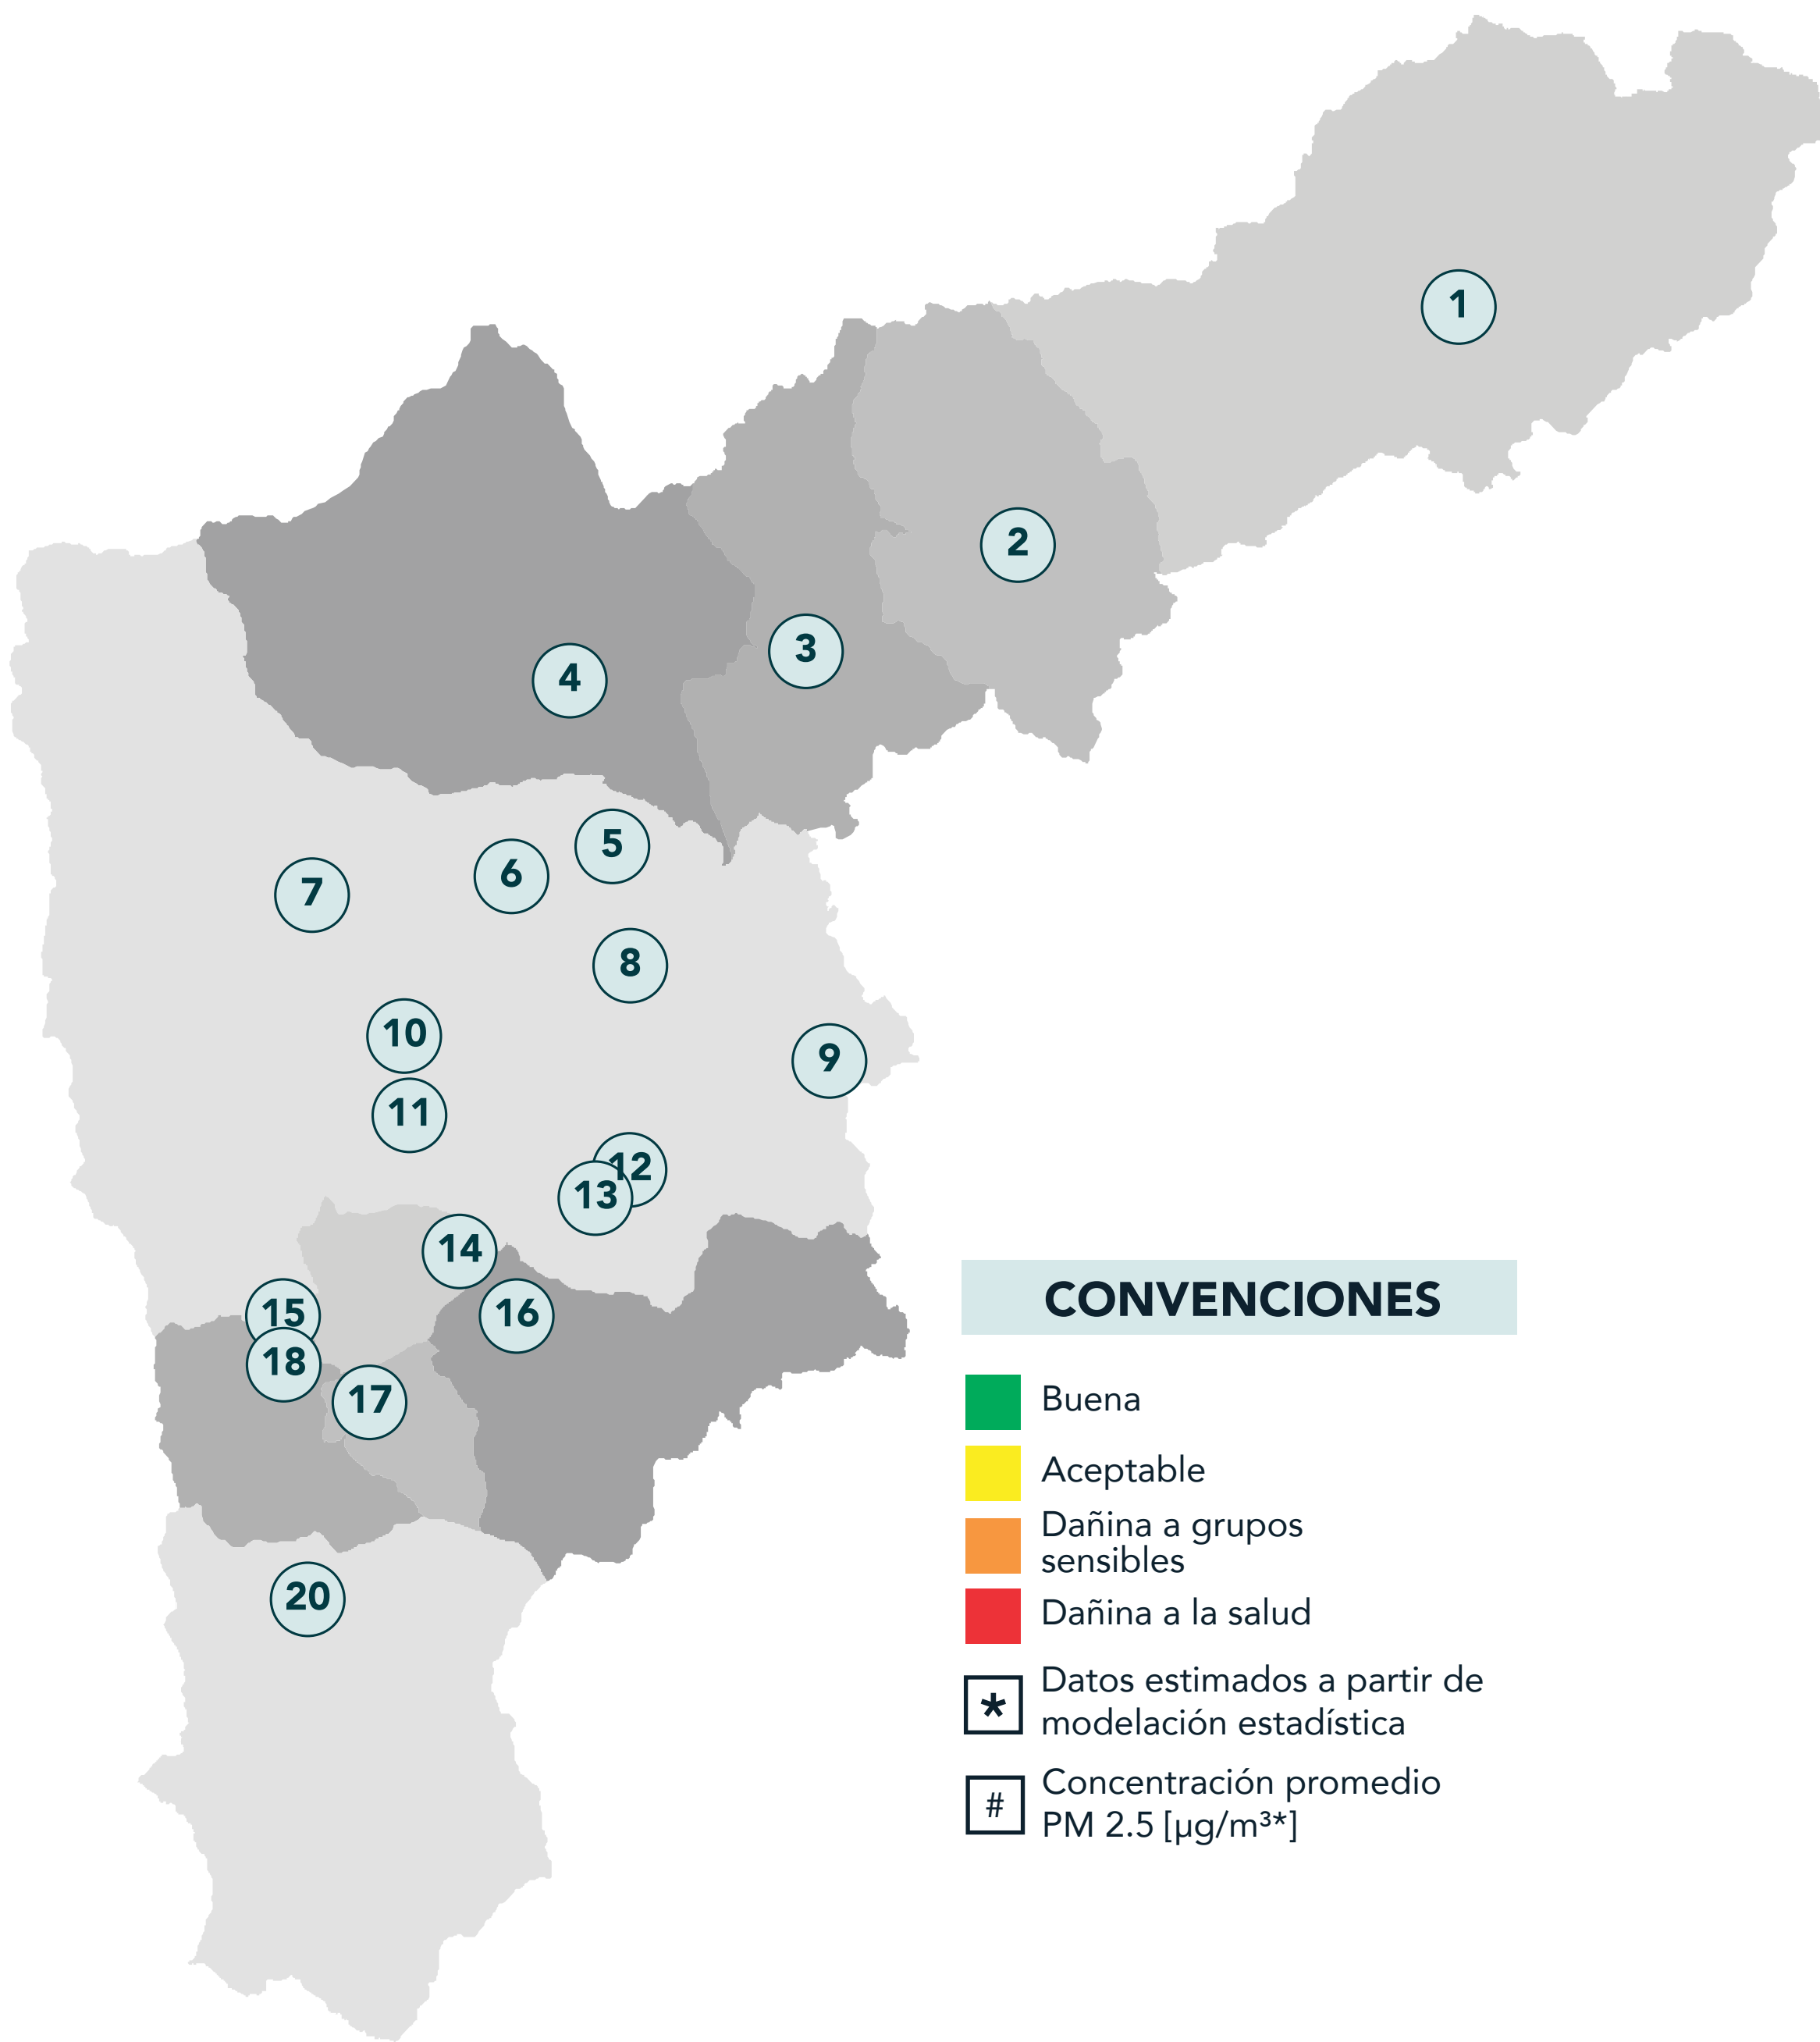 1
2
3
4
5
6
7
8
9
10
11
12
13
14
15
16
18
17
20
CONVENCIONES
Buena
Aceptable
Dañina a grupos
sensibles
Dañina a la salud
*
Datos estimados a partir de
modelación estadística
#
Concentración promedio
PM 2.5 [µg/m³*]